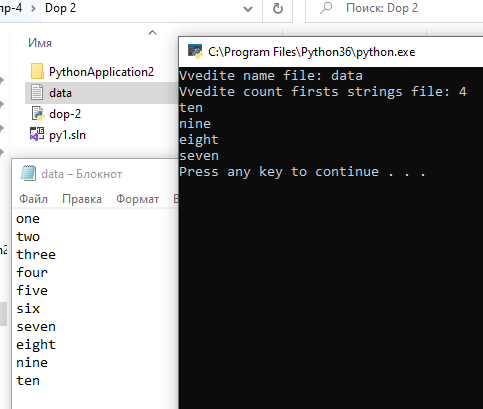 пр-4 > Dop 2
Поиск: Dop 2
Имя
PythonApplication2
data
dop-2
py1.sln
C:\Program Files\Python36\python.exe
Vvedite name file: data
Vvedite count firsts strings file: 4
ten
nine
eight
seven
Press any key to continue . . .
data – Блокнот
Файл Правка Формат
one
two
three
four
five
six
seven
eight
nine
ten